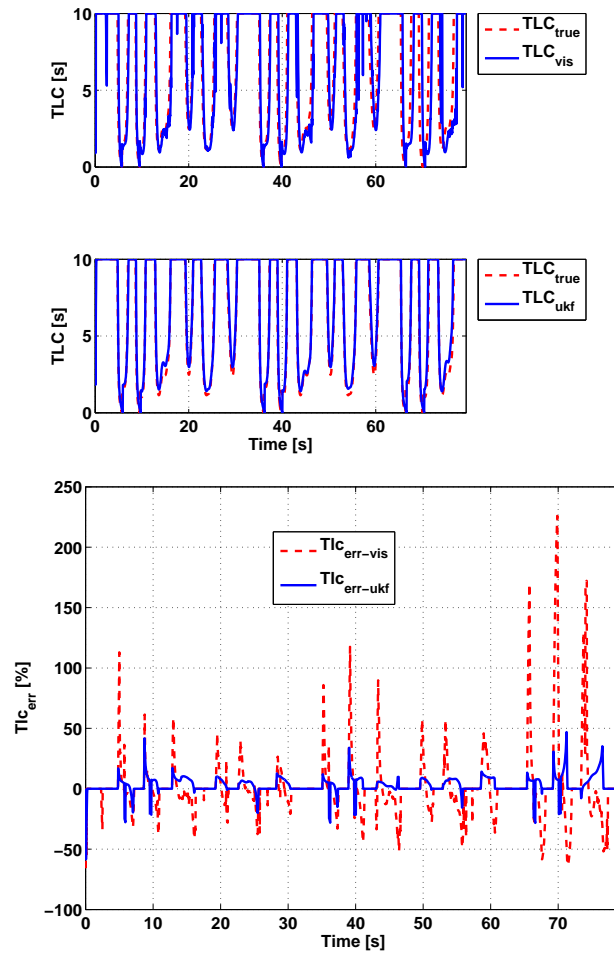 10
5
0
TLC [s]
0
20
40
60
TLC_true
TLC_vis
10
5
0
TLC [s]
0
20
40
60
Time [s]
TLC_true
TLC_ukf
250
200
150
100
50
0
−50
−100
Tlc_err [%]
0
10
20
30
40
50
60
70
Time [s]
Tlc_err−vis
Tlc_err−ukf